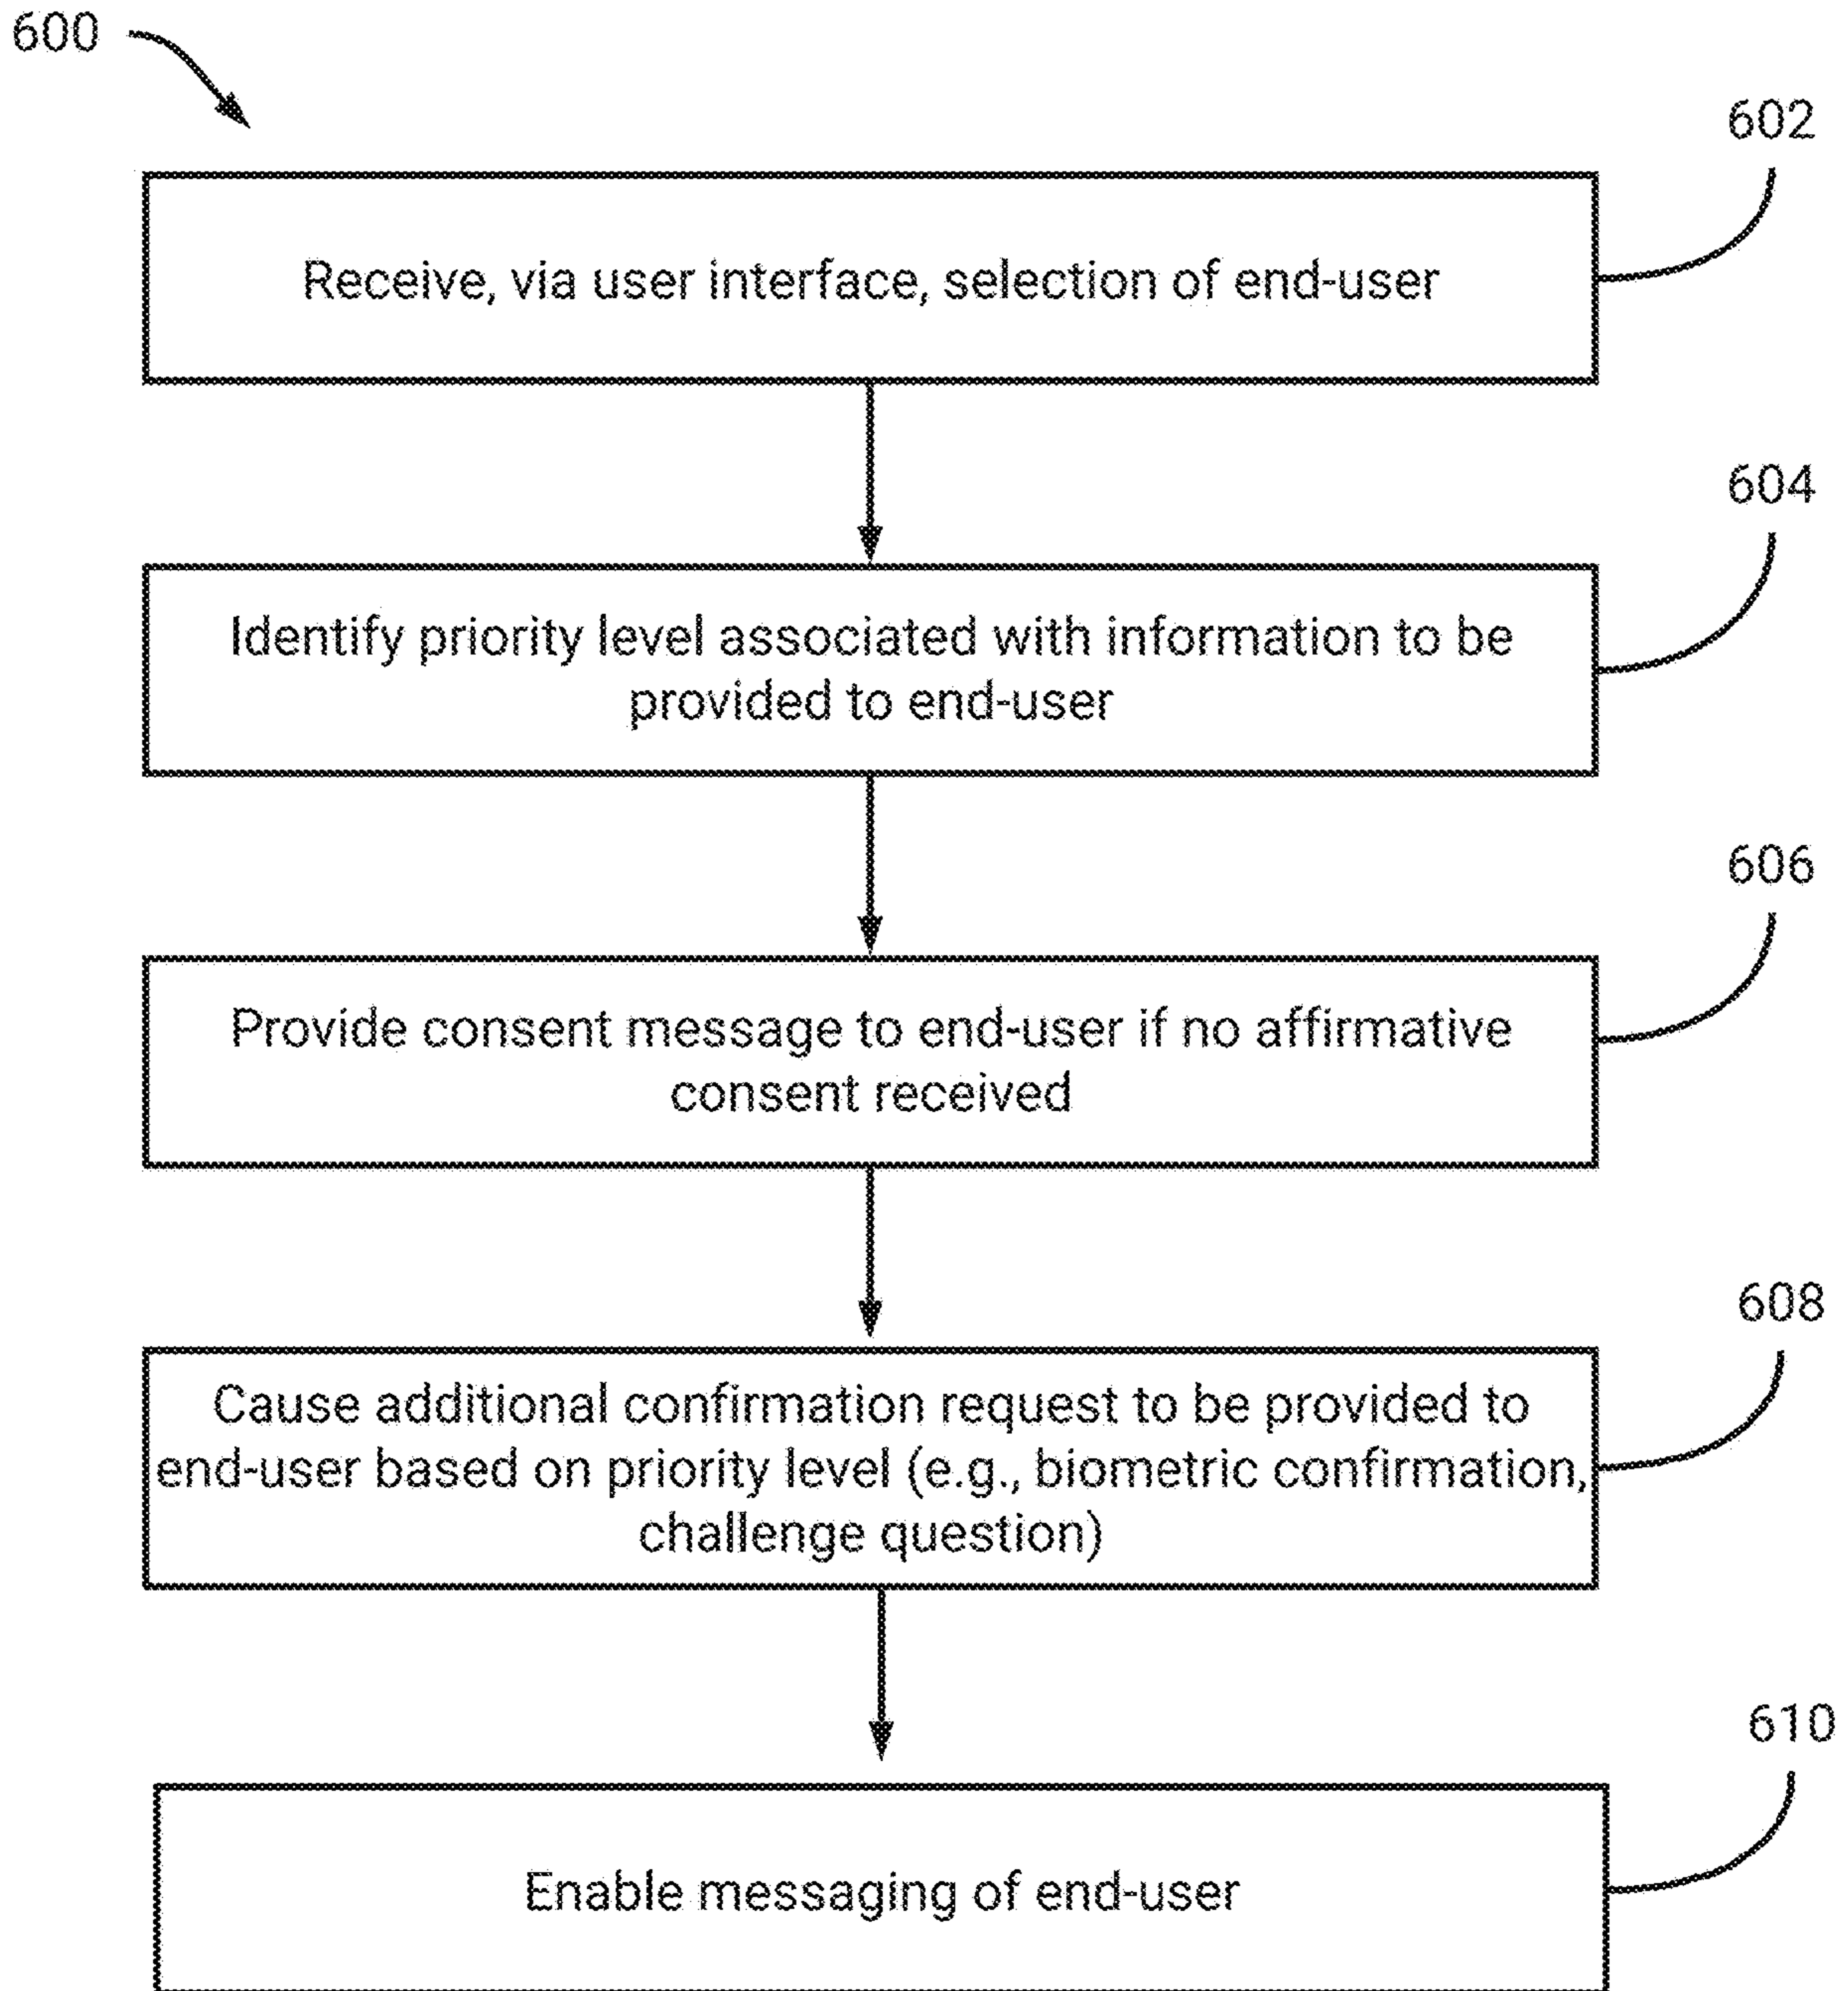 600
602
Receive, via user interface, selection of end-user
604
Identify priority level associated with information to be
provided to end-user
606
Provide consent message to end-user if no affirmative
consent received
608
Cause additional confirmation request to be provided to
end-user based on priority level (e.g., biometric confirmation,
challenge question)
610
Enable messaging of end-user